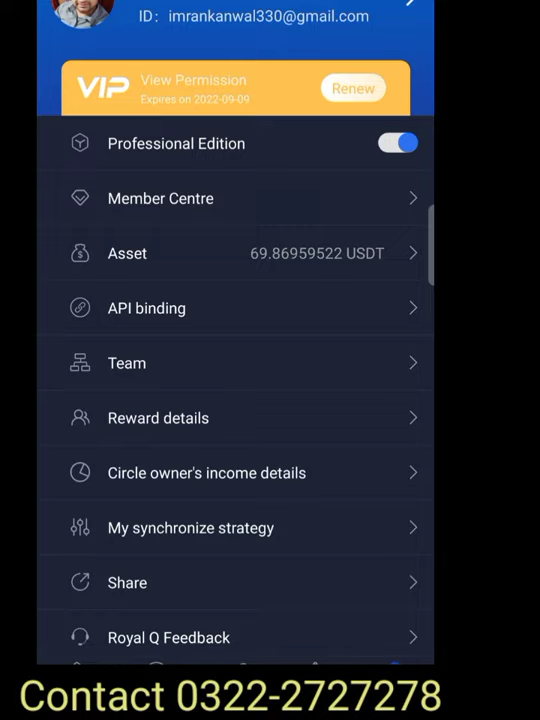 ID: imrankanwal330@gmail.com
VIP View Permission
Expires on 2022-09-09
Renew
Professional Edition
Member Centre
Asset 69.86959522 USDT
API binding
Team
Reward details
Circle owner's income details
My synchronize strategy
Share
Royal Q Feedback
Contact 0322-2727278